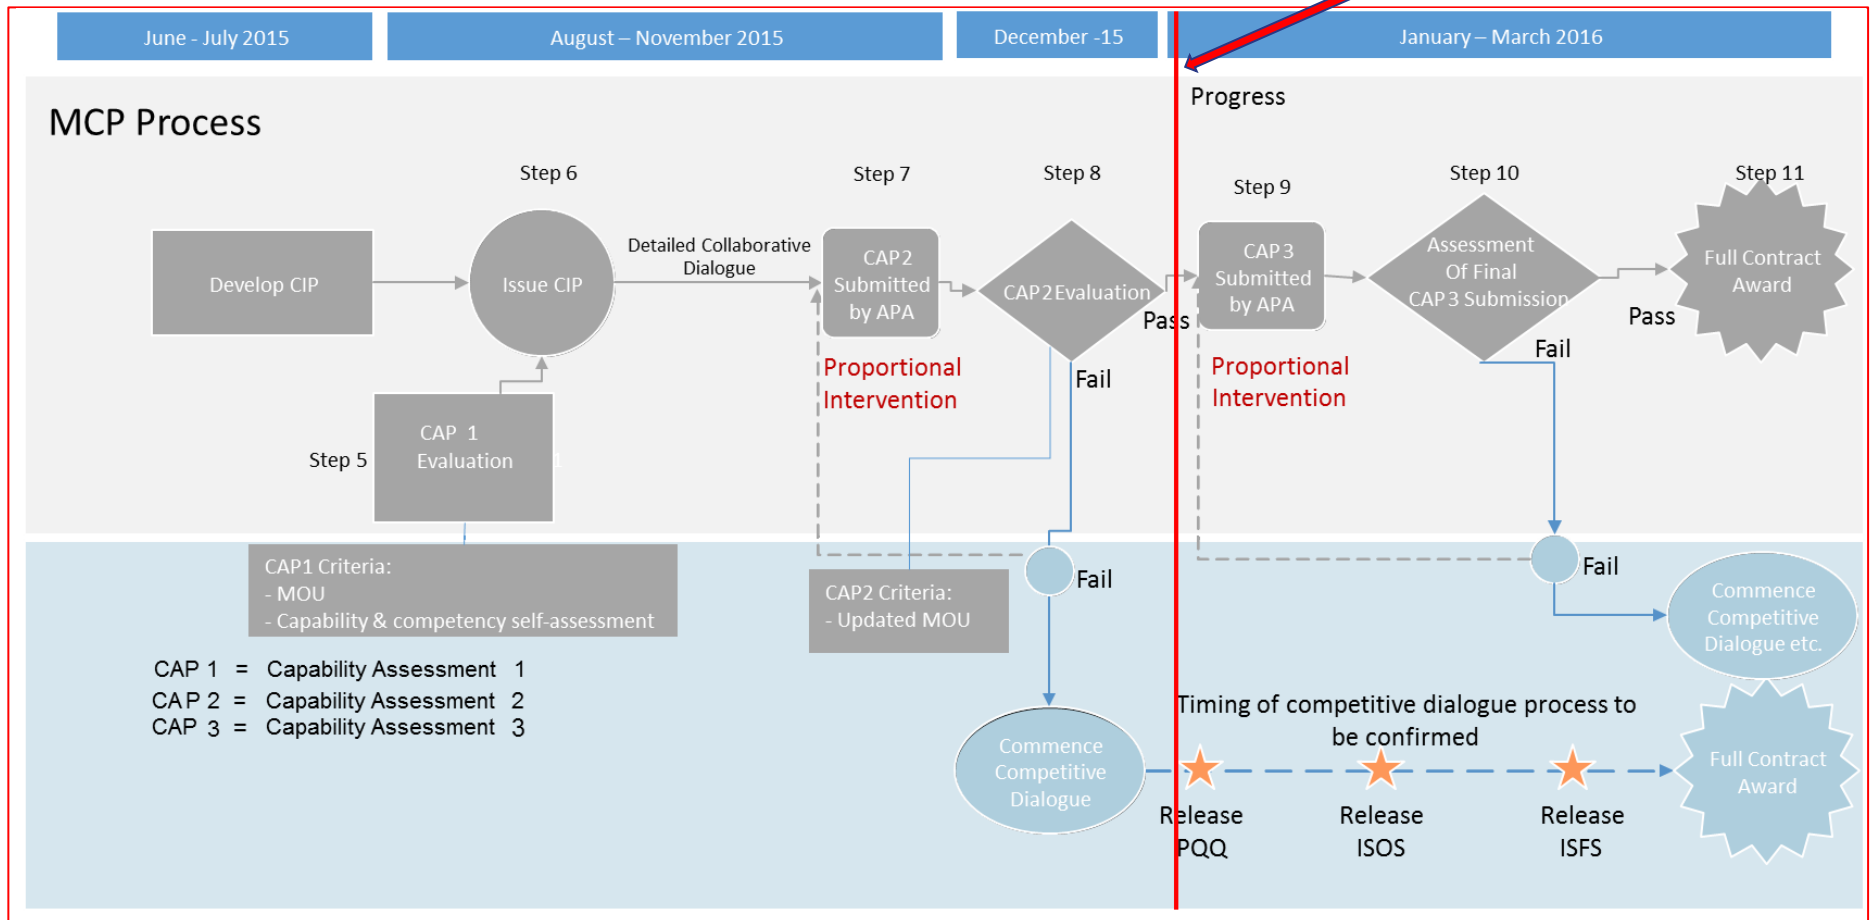 June - July 2015
August – November 2015
December -15
January – March 2016
Progress
MCP Process
Step 6
Step 7
Step 8
Step 9
Step 10
Step 11
Develop CIP
Issue CIP
Detailed Collaborative
Dialogue
CAP2
Submitted
by APA
CAP2 Evaluation
Pass
CAP 3
Submitted
by APA
Assessment
Of Final
CAP 3 Submission
Pass
Full Contract
Award
Proportional
Intervention
Fail
Proportional
Intervention
Fail
Step 5
CAP 1
Evaluation 1
CAP1 Criteria:
- MOU
- Capability & competency self-assessment
CAP2 Criteria:
- Updated MOU
Fail
Fail
Commence
Competitive
Dialogue etc.
CAP 1 = Capability Assessment 1
CAP 2 = Capability Assessment 2
CAP 3 = Capability Assessment 3
Commence
Competitive
Dialogue
Timing of competitive dialogue process to
be confirmed
Full Contract
Award
Release
PQQ
Release
ISOS
Release
ISFS